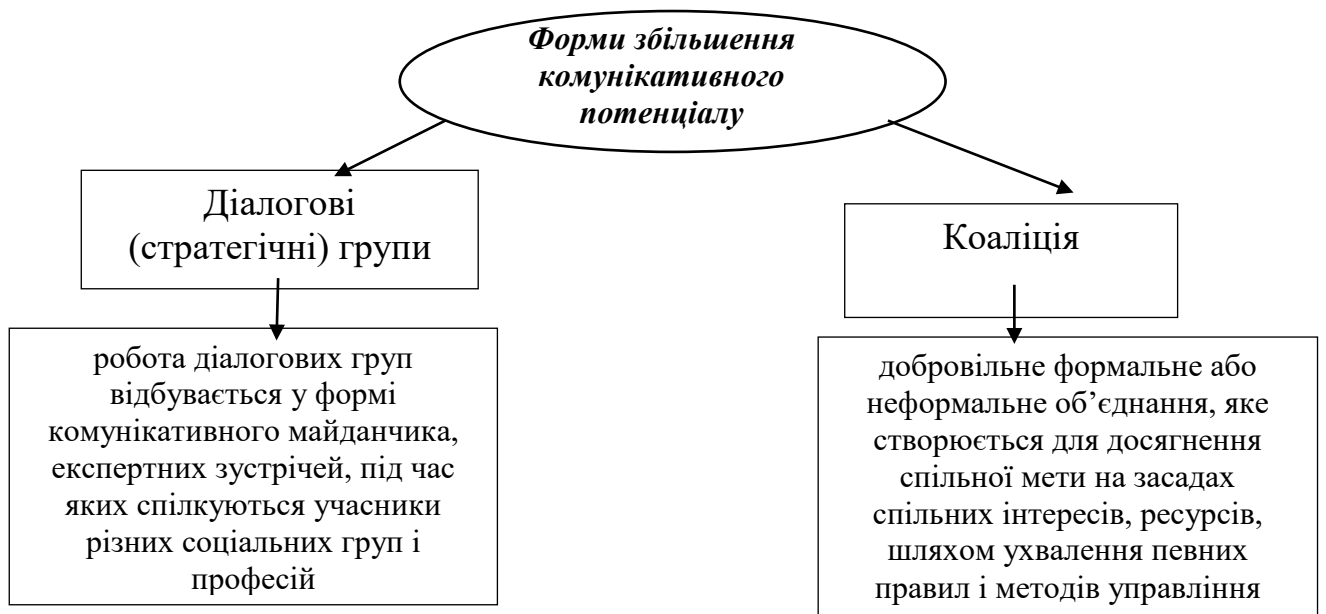 Форми збільшення
комунікативного
потенціалу
Діалогові
(стратегічні) групи
робота діалогових груп
відбувається у формі
комунікативного майданчика,
експертних зустрічей, під час
яких спілкуються учасники
різних соціальних груп і
професій
Коаліція
добровільне формальне або
неформальне об’єднання, яке
створюється для досягнення
спільної мети на засадах
спільних інтересів, ресурсів,
шляхом ухвалення певних
правил і методів управління